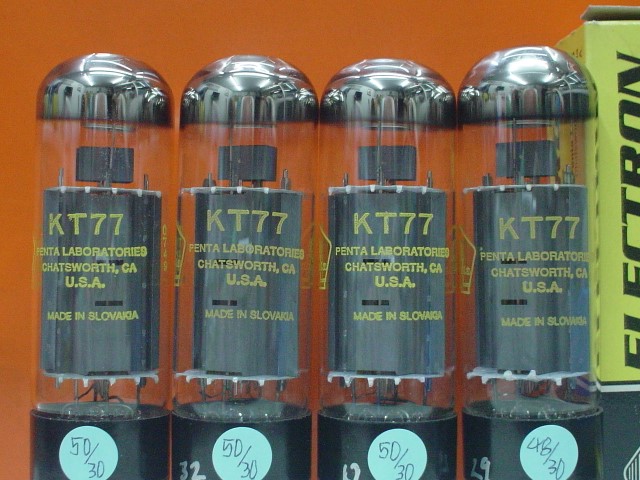 KT77
PENTA LABORATORIES
CHATSWORTH, CA
U.S.A.
MADE IN SLOVAKIA
50/30
KT77
PENTA LABORATORIES
CHATSWORTH, CA
U.S.A.
MADE IN SLOVAKIA
50/30
32
KT77
PENTA LABORATORIES
CHATSWORTH, CA
U.S.A.
MADE IN SLOVAKIA
50/30
KT77
PENTA LABORATORIES
CHATSWORTH, CA
U.S.A.
MADE IN SLOVAKIA
48/30
49
ELECTRON